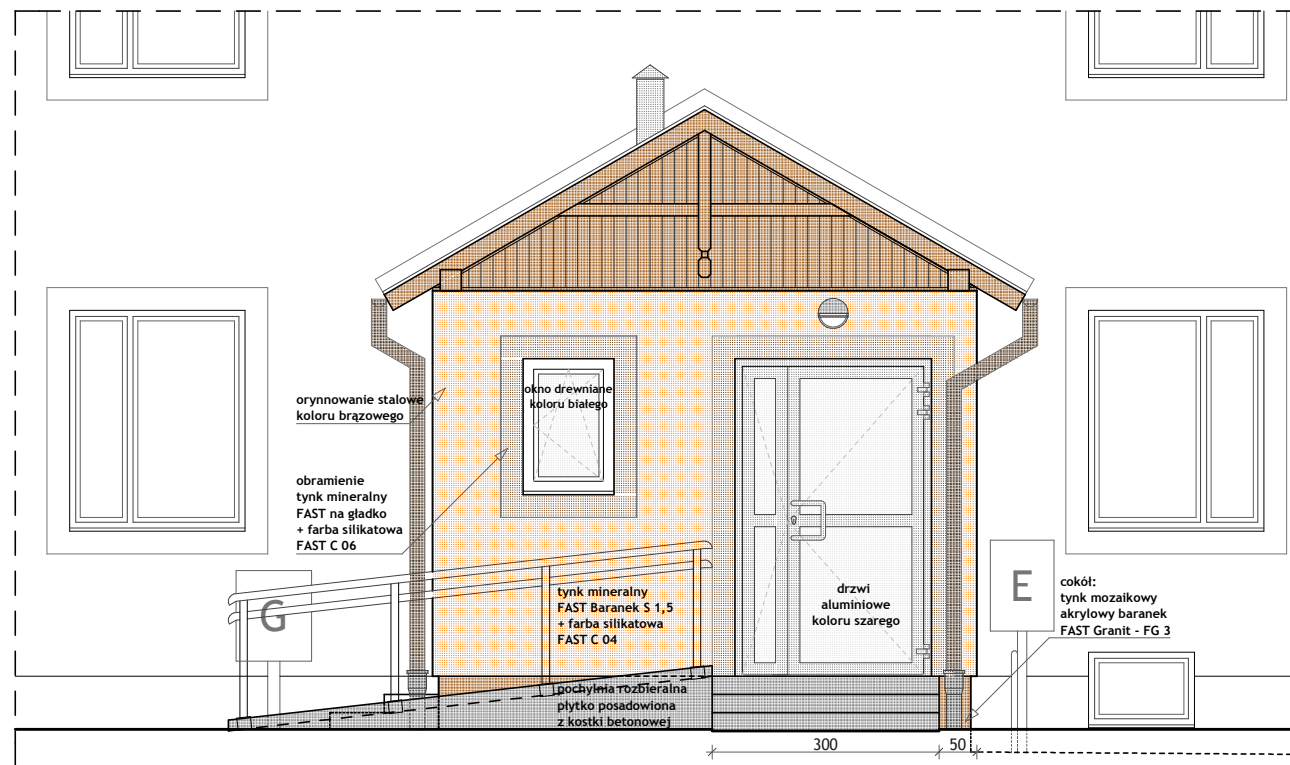 okno drewniane
koloru białego
orynnowanie stalowe
koloru brązowego
obramienie
tynk mineralny
FAST na gładko
+ farba silikatowa
FAST C 06
G
tynk mineralny
FAST Baranek S 1,5
+ farba silikatowa
FAST C 04
drzwi
aluminiowe
koloru szarego
E
cokół:
tynk mozaikowy
akrylowy baranek
FAST Granit - FG 3
pochylnia rozbieralna
płytko posadowiona
z kostki betonowej
300
50